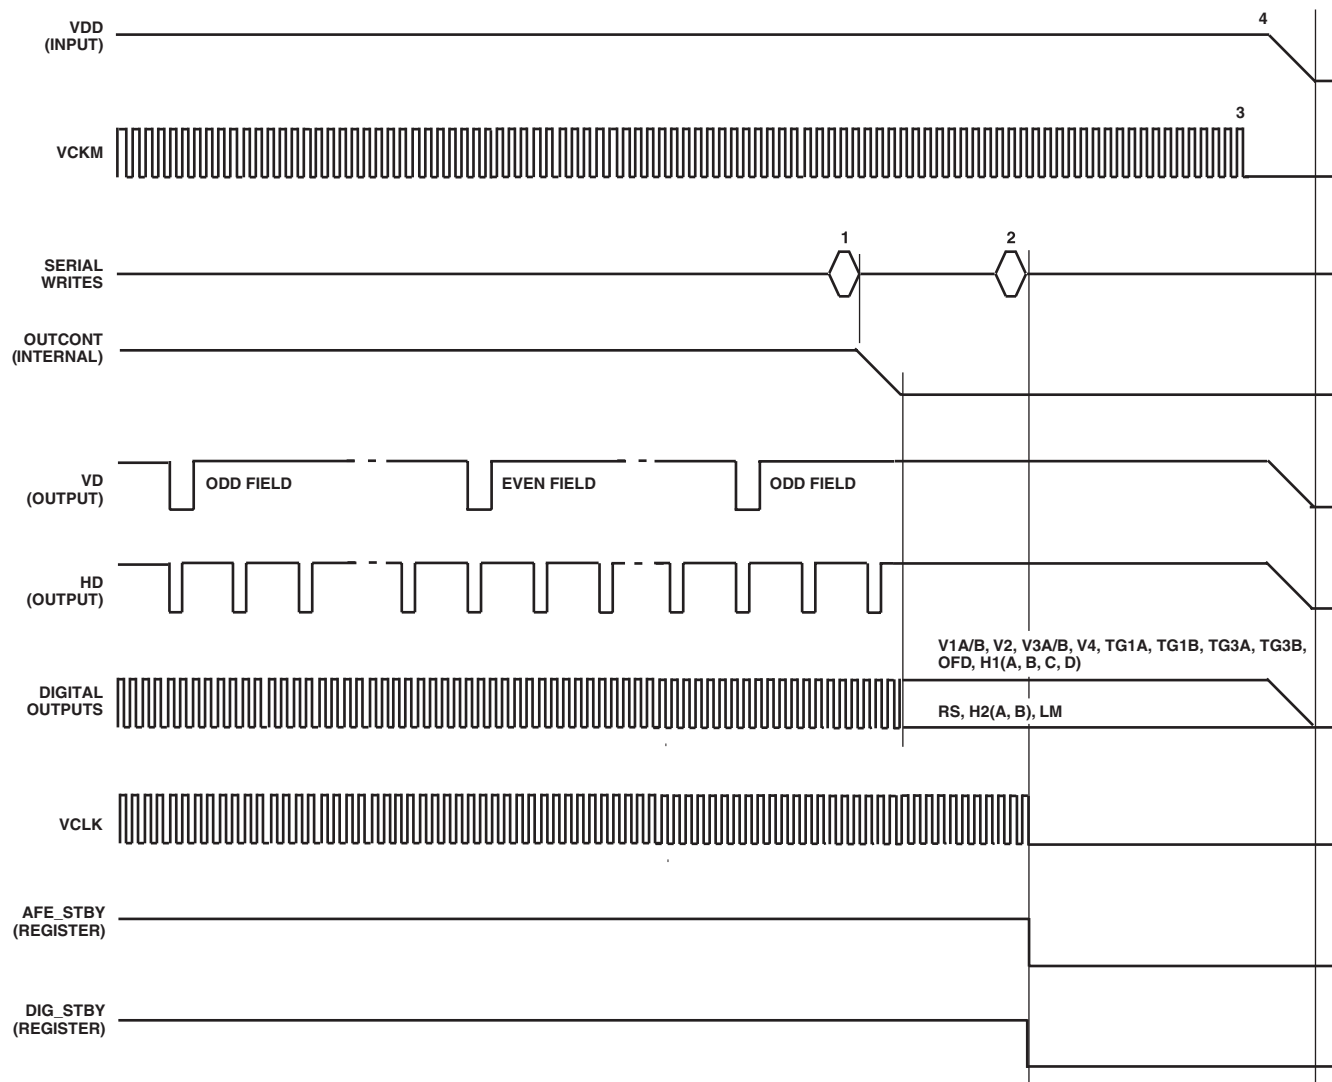 VDD
(INPUT)
4
VCKM
3
SERIAL
WRITES
1
2
OUTCONT
(INTERNAL)
VD
(OUTPUT)
ODD FIELD
EVEN FIELD
ODD FIELD
HD
(OUTPUT)
V1A/B, V2, V3A/B, V4, TG1A, TG1B, TG3A, TG3B,
OFD, H1(A, B, C, D)
DIGITAL
OUTPUTS
RS, H2(A, B), LM
VCLK
AFE_STBY
(REGISTER)
DIG_STBY
(REGISTER)